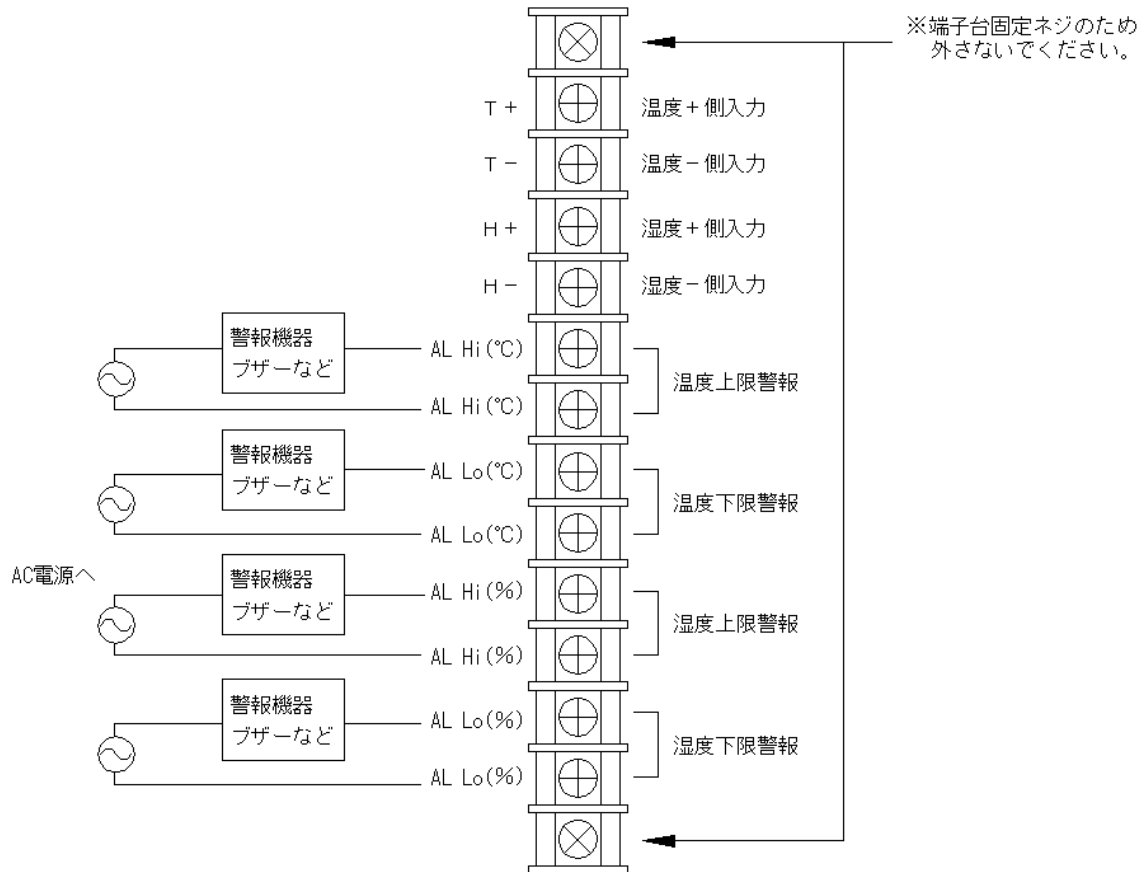 ※端子台固定ネジのため
外さないでください。
T+ 温度+側入力
T− 温度−側入力
H+ 湿度+側入力
H− 湿度−側入力
警報機器
ブザーなど
AL Hi(℃)
AL Hi(℃)
温度上限警報
警報機器
ブザーなど
AL Lo(℃)
AL Lo(℃)
温度下限警報
AC電源へ
警報機器
ブザーなど
AL Hi(%)
AL Hi(%)
湿度上限警報
警報機器
ブザーなど
AL Lo(%)
AL Lo(%)
湿度下限警報